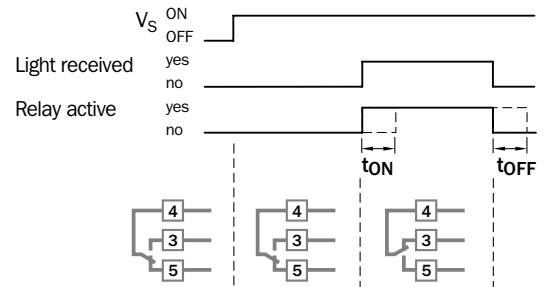 V_S ON
OFF
Light received yes
no
Relay active yes
no
tON tOFF
4 4 4
3 3 3
5 5 5